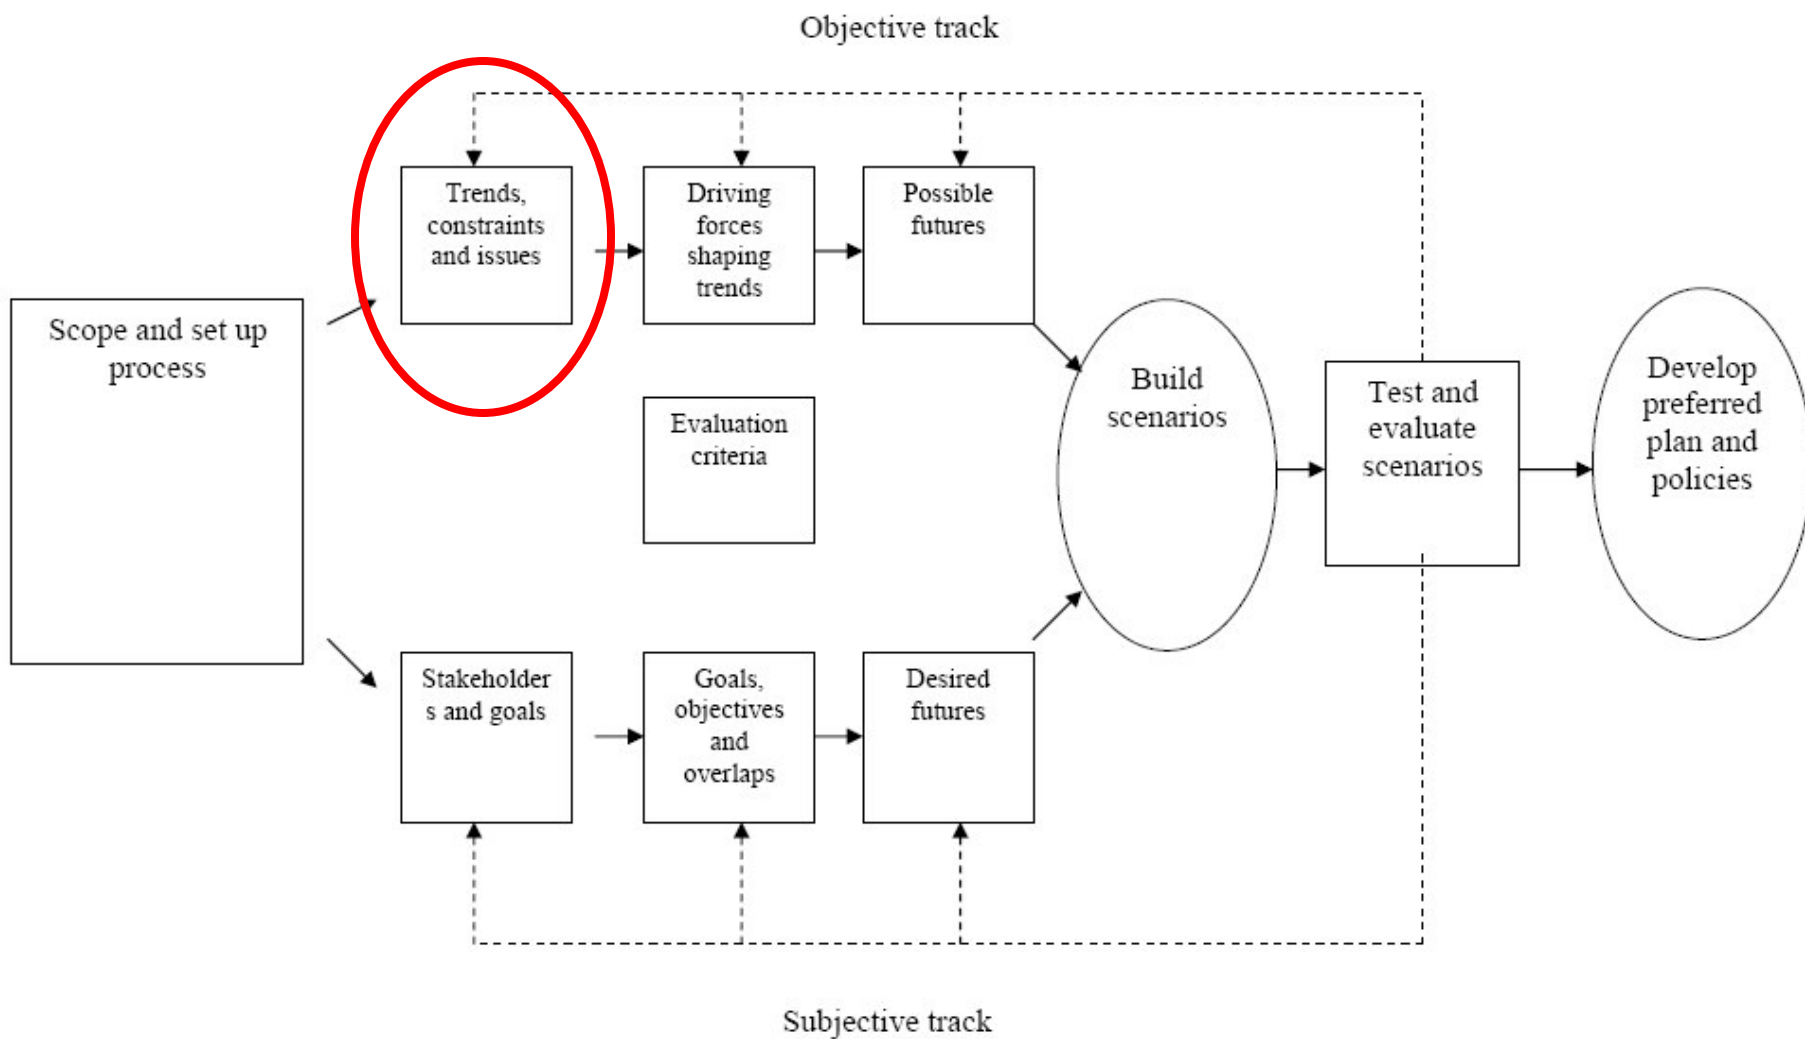 Objective track
Trends,
constraints
and issues
Driving
forces
shaping
trends
Possible
futures
Scope and set up
process
Evaluation
criteria
Build
scenarios
Test and
evaluate
scenarios
Develop
preferred
plan and
policies
Stakeholder
s and goals
Goals,
objectives
and
overlaps
Desired
futures
Subjective track